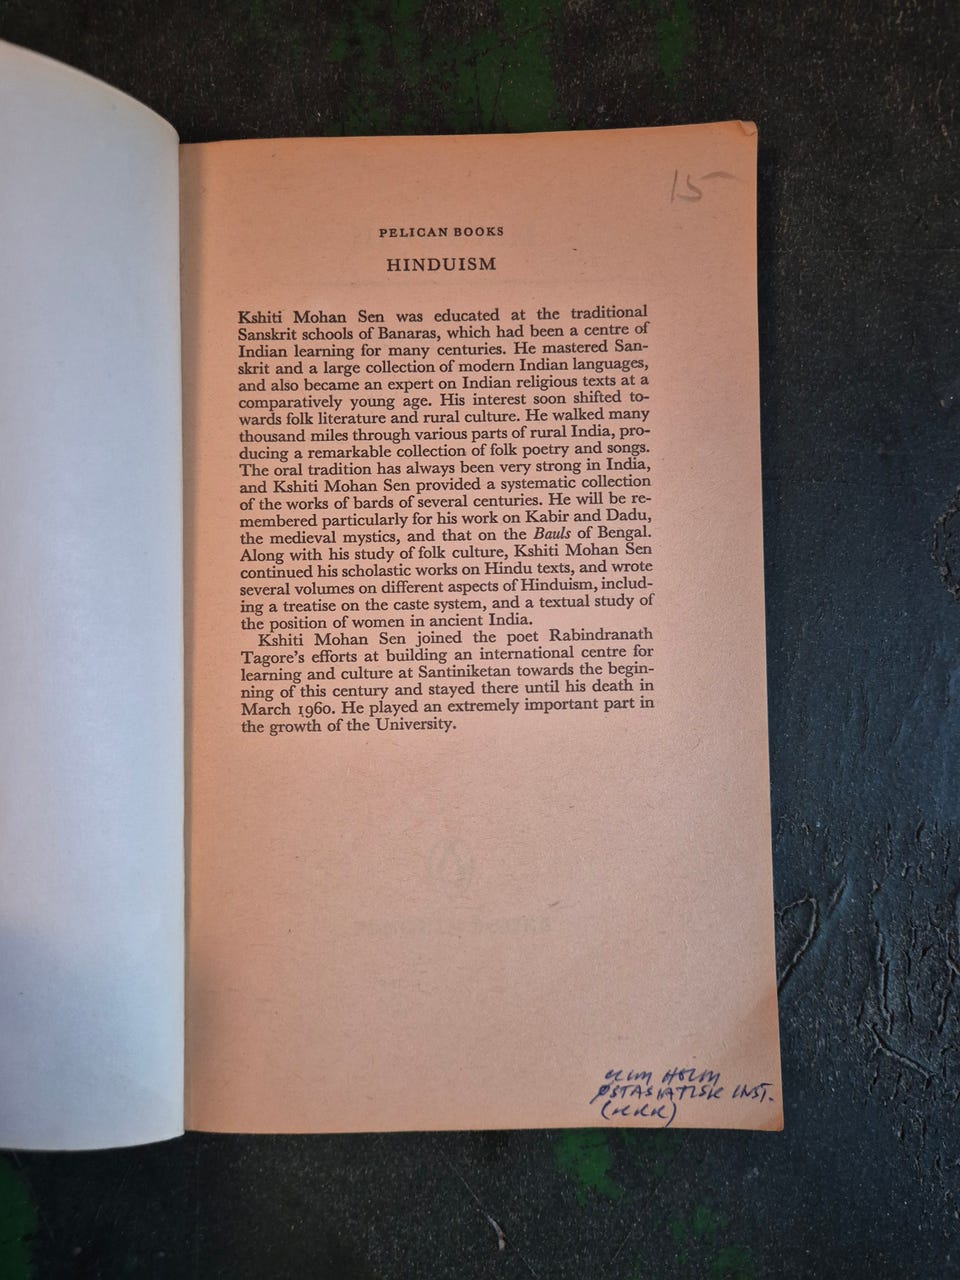 15
PELICAN BOOKS
HINDUISM
Kshiti Mohan Sen was educated at the traditional
Sanskrit schools of Banaras, which had been a centre of
Indian learning for many centuries. He mastered San-
skrit and a large collection of modern Indian languages,
and also became an expert on Indian religious texts at a
comparatively young age. His interest soon shifted to-
wards folk literature and rural culture. He walked many
thousand miles through various parts of rural India, pro-
ducing a remarkable collection of folk poetry and songs.
The oral tradition has always been very strong in India,
and Kshiti Mohan Sen provided a systematic collection
of the works of bards of several centuries. He will be re-
membered particularly for his work on Kabir and Dadu,
the medieval mystics, and that on the Bauls of Bengal.
Along with his study of folk culture, Kshiti Mohan Sen
continued his scholastic works on Hindu texts, and wrote
several volumes on different aspects of Hinduism, includ-
ing a treatise on the caste system, and a textual study of
the position of women in ancient India.
Kshiti Mohan Sen joined the poet Rabindranath
Tagore's efforts at building an international centre for
learning and culture at Santiniketan towards the begin-
ning of this century and stayed there until his death in
March 1960. He played an extremely important part in
the growth of the University.
HOLM
ØSTASIATISK INST.